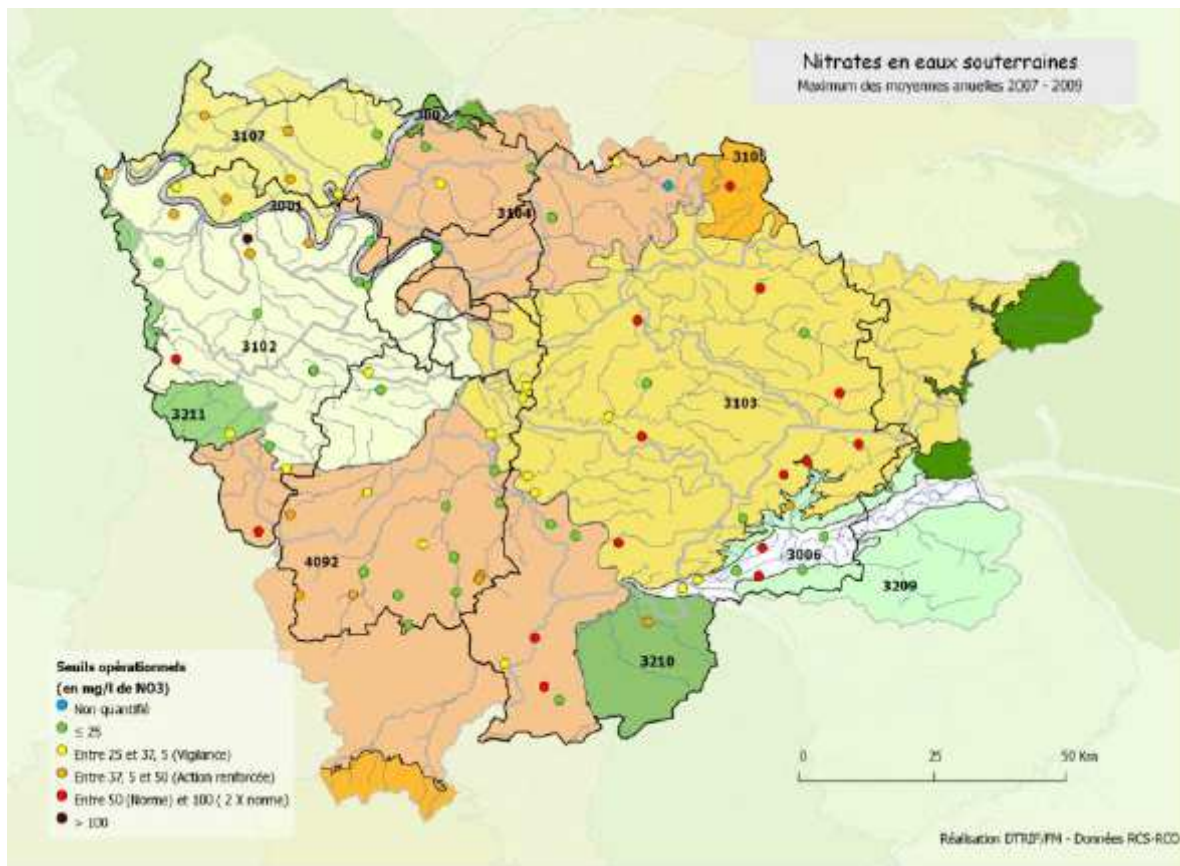 Nitrates en eaux souterraines
Maximum des moyennes anuelles 2007 - 2009
3107
3001
3104
3105
3102
3103
3211
4092
3006
3209
3210
Seuils opérationnels
(en mg/l de NO3)
Non quantifié
≤ 25
Entre 25 et 37, 5 (Vigilance)
Entre 37, 5 et 50 (Action renforcée)
Entre 50 (Norme) et 100 ( 2 X norme)
> 100
0 25 50 Km
Réalisation DTRIF/FM - Données RCS-RCO